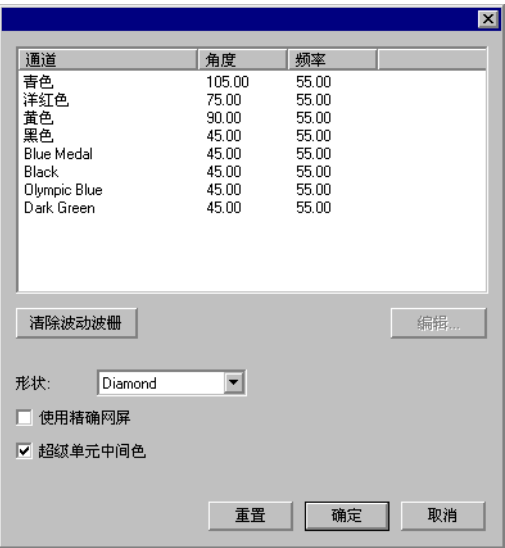 通道 角度 频率
青色 105.00 55.00
洋红色 75.00 55.00
黄色 90.00 55.00
黑色 45.00 55.00
Blue Medal 45.00 55.00
Black 45.00 55.00
Olympic Blue 45.00 55.00
Dark Green 45.00 55.00
清除波动波栅 编辑...
形状: Diamond
使用精确网屏
超级单元中间色
重置 确定 取消